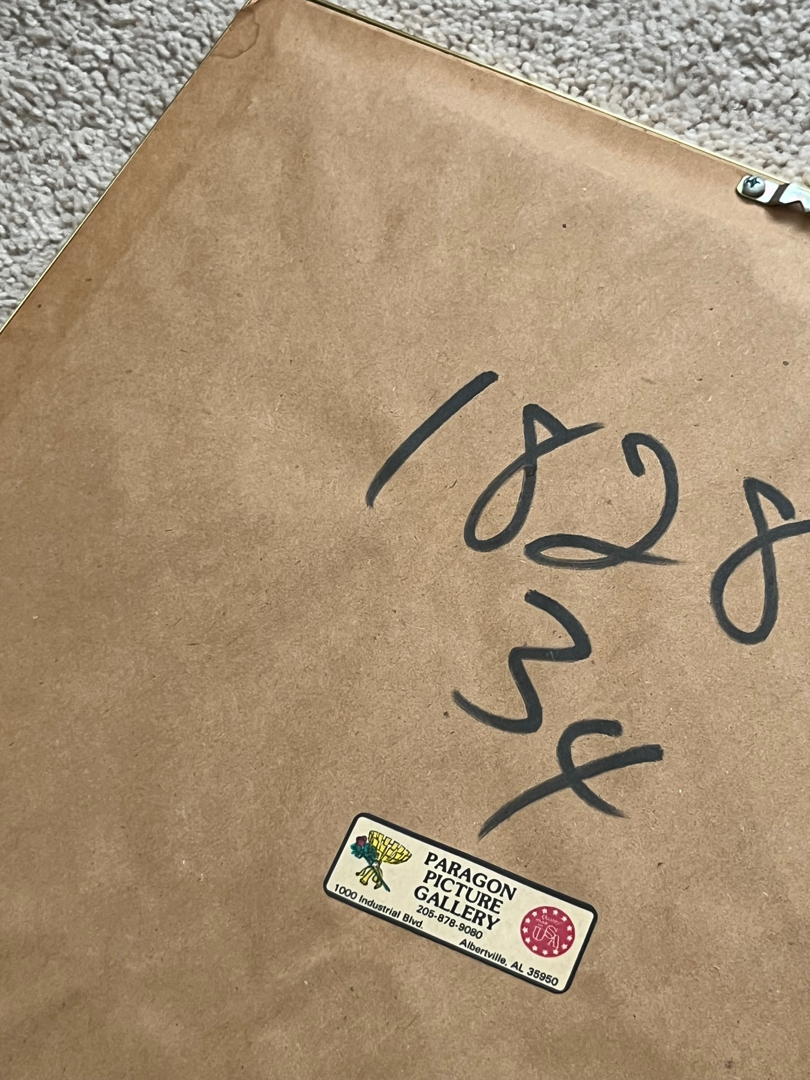 1828
34
PARAGON
PICTURE
GALLERY
205-878-9080
1000 Industrial Blvd.
Albertville, AL 35950
USA